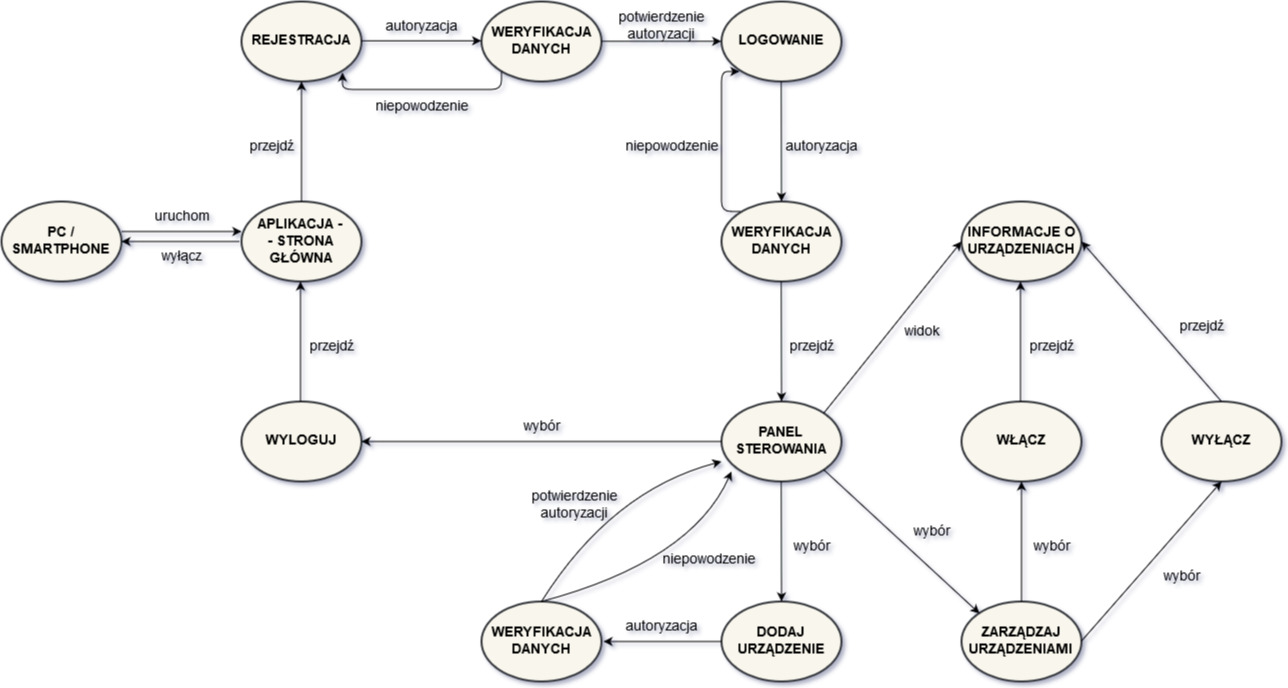 REJESTRACJA
autoryzacja
WERYFIKACJA
DANYCH
potwierdzenie
autoryzacji
LOGOWANIE
niepowodzenie
przejdź
niepowodzenie
autoryzacja
PC /
SMARTPHONE
uruchom
wyłącz
APLIKACJA -
- STRONA
GŁÓWNA
WERYFIKACJA
DANYCH
INFORMACJE O
URZĄDZENIACH
przejdź
przejdź
widok
przejdź
przejdź
WYLOGUJ
wybór
PANEL
STEROWANIA
WŁĄCZ
WYŁĄCZ
potwierdzenie
autoryzacji
niepowodzenie
wybór
wybór
wybór
wybór
WERYFIKACJA
DANYCH
autoryzacja
DODAJ
URZĄDZENIE
ZARZĄDZAJ
URZĄDZENIAMI